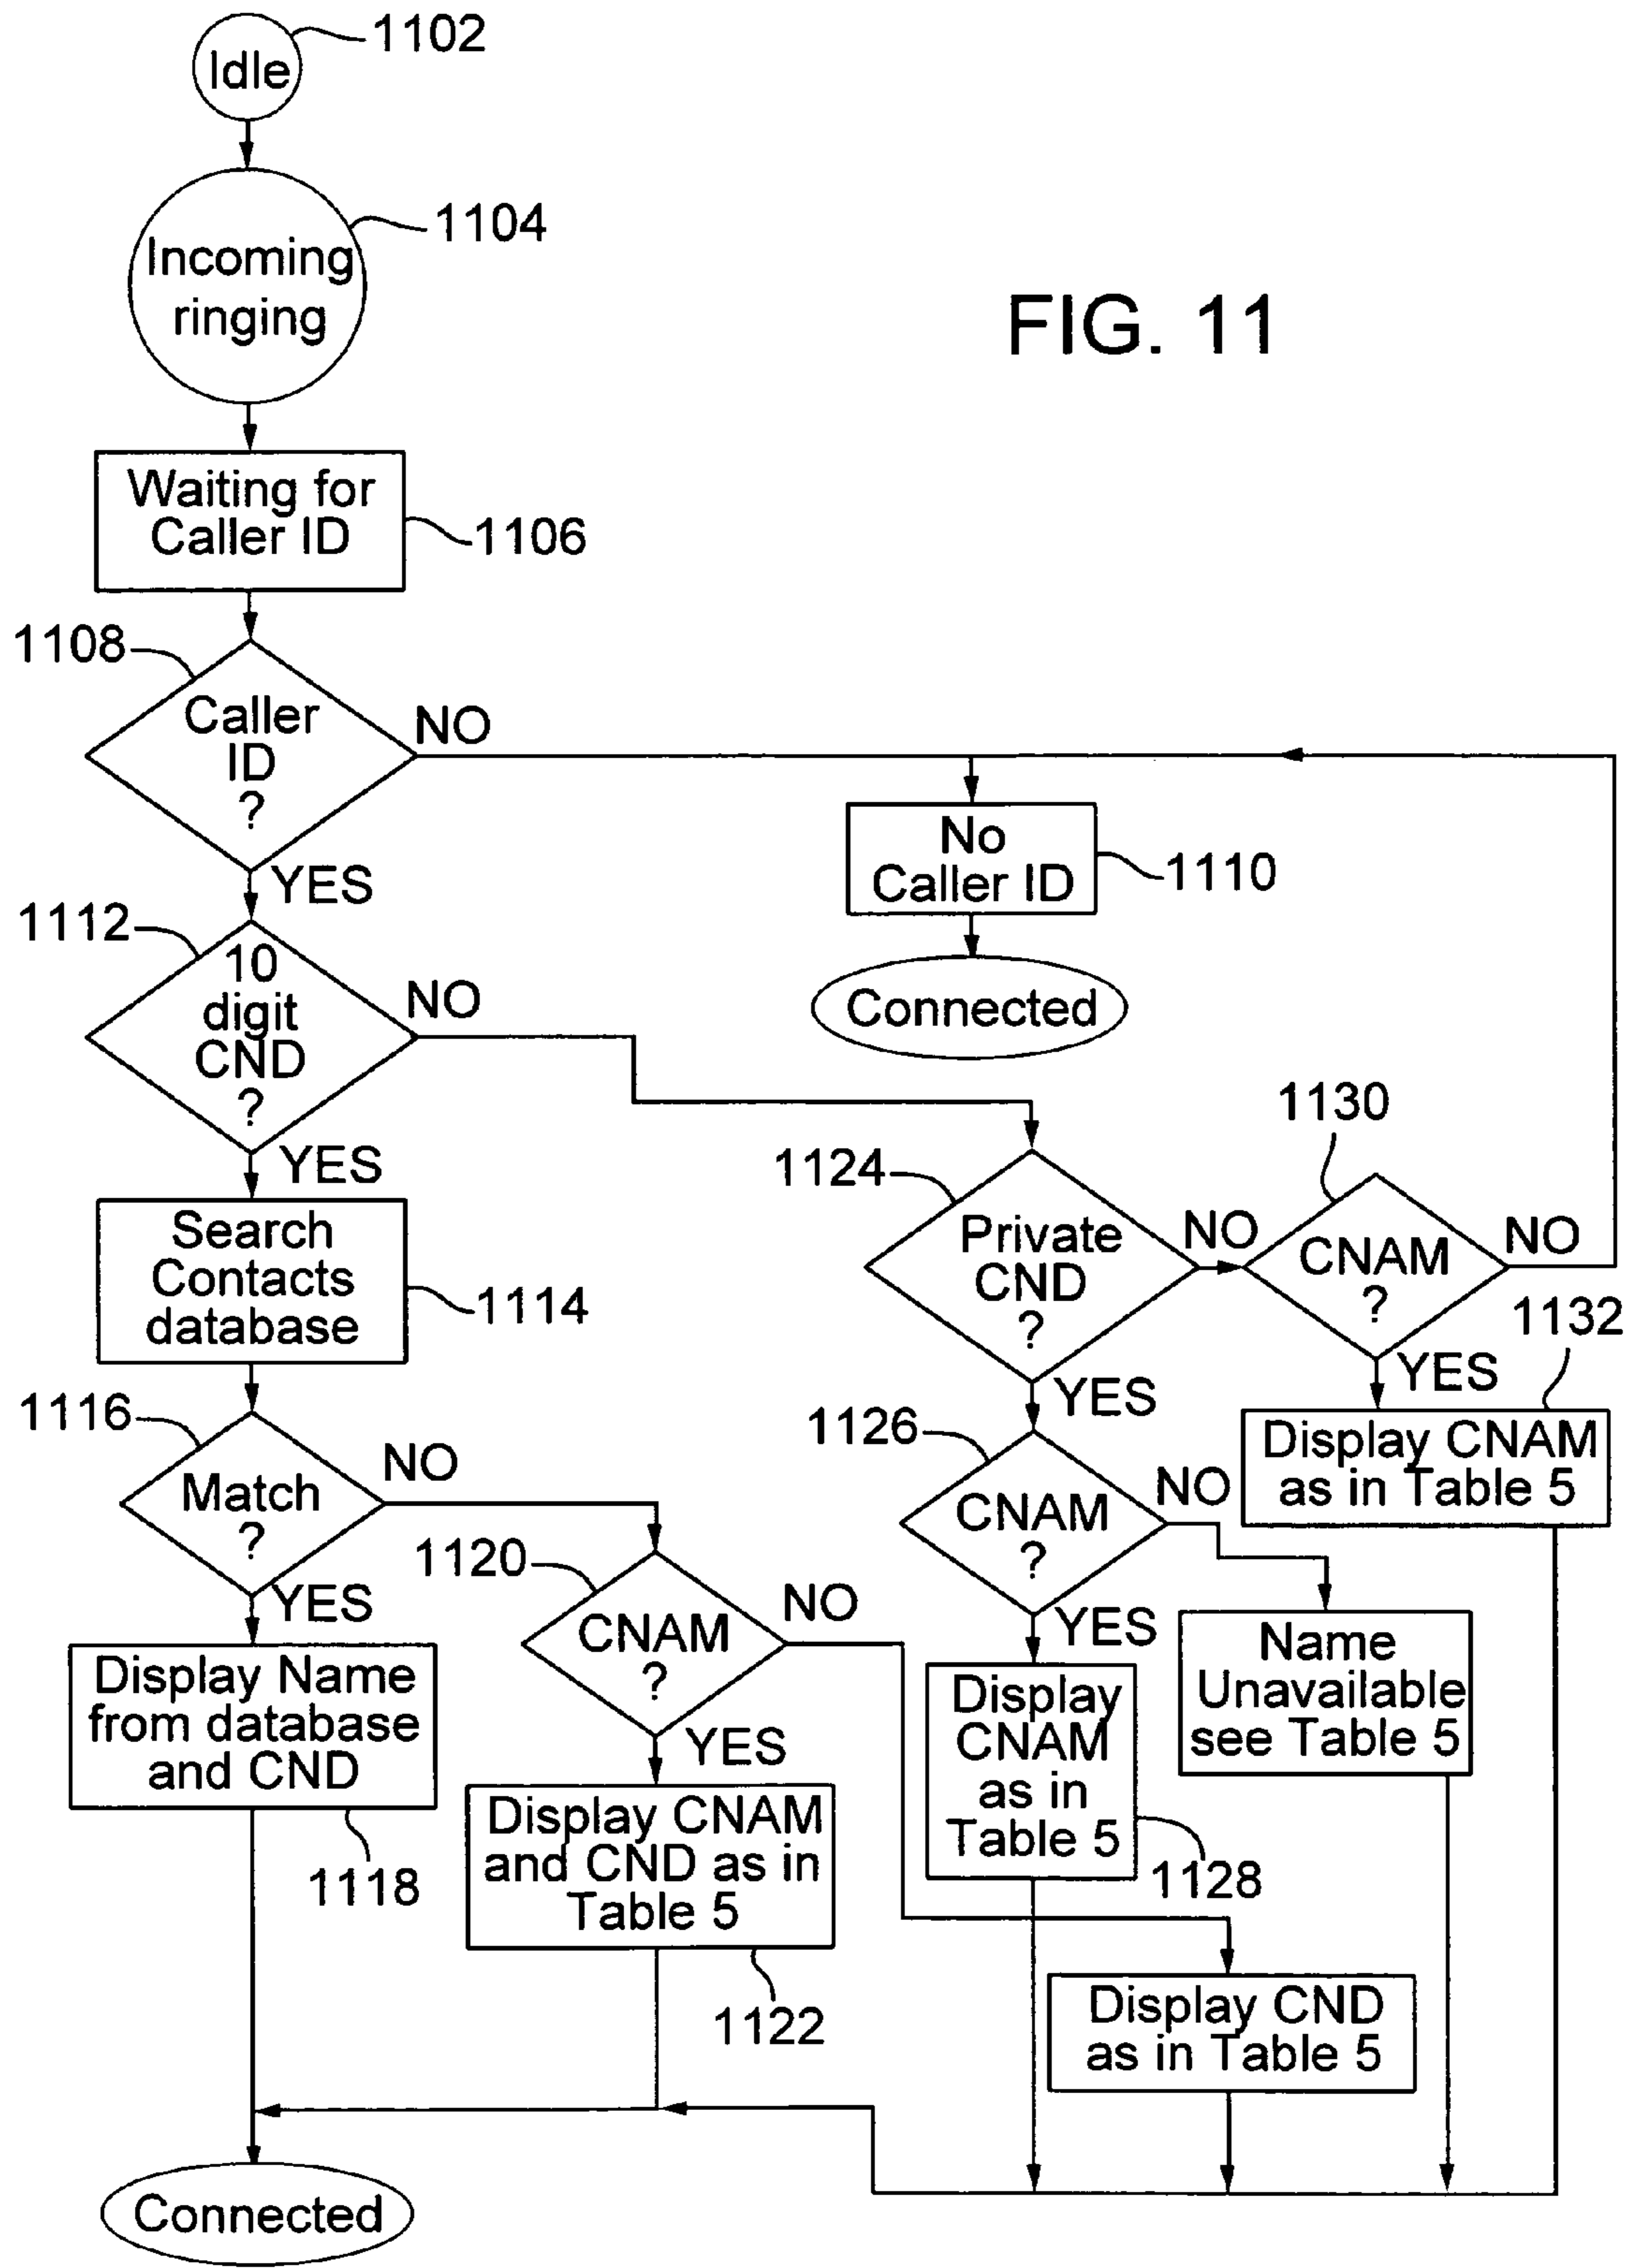 1102
Idle
1104
Incoming
ringing
FIG. 11
Waiting for
Caller ID
1106
1108
Caller
ID
?
NO
YES
No
Caller ID
1110
Connected
1112
10
digit
CND
?
NO
YES
1124
Private
CND
?
NO
YES
1130
CNAM
?
NO
YES
1132
Display CNAM
as in Table 5
Search
Contacts
database
1114
1116
Match
?
NO
YES
1126
CNAM
?
NO
YES
1120
CNAM
?
NO
YES
Name
Unavailable
see Table 5
Display
CNAM
as in
Table 5
1128
Display Name
from database
and CND
1118
Display CNAM
and CND as in
Table 5
1122
Display CND
as in Table 5
Connected